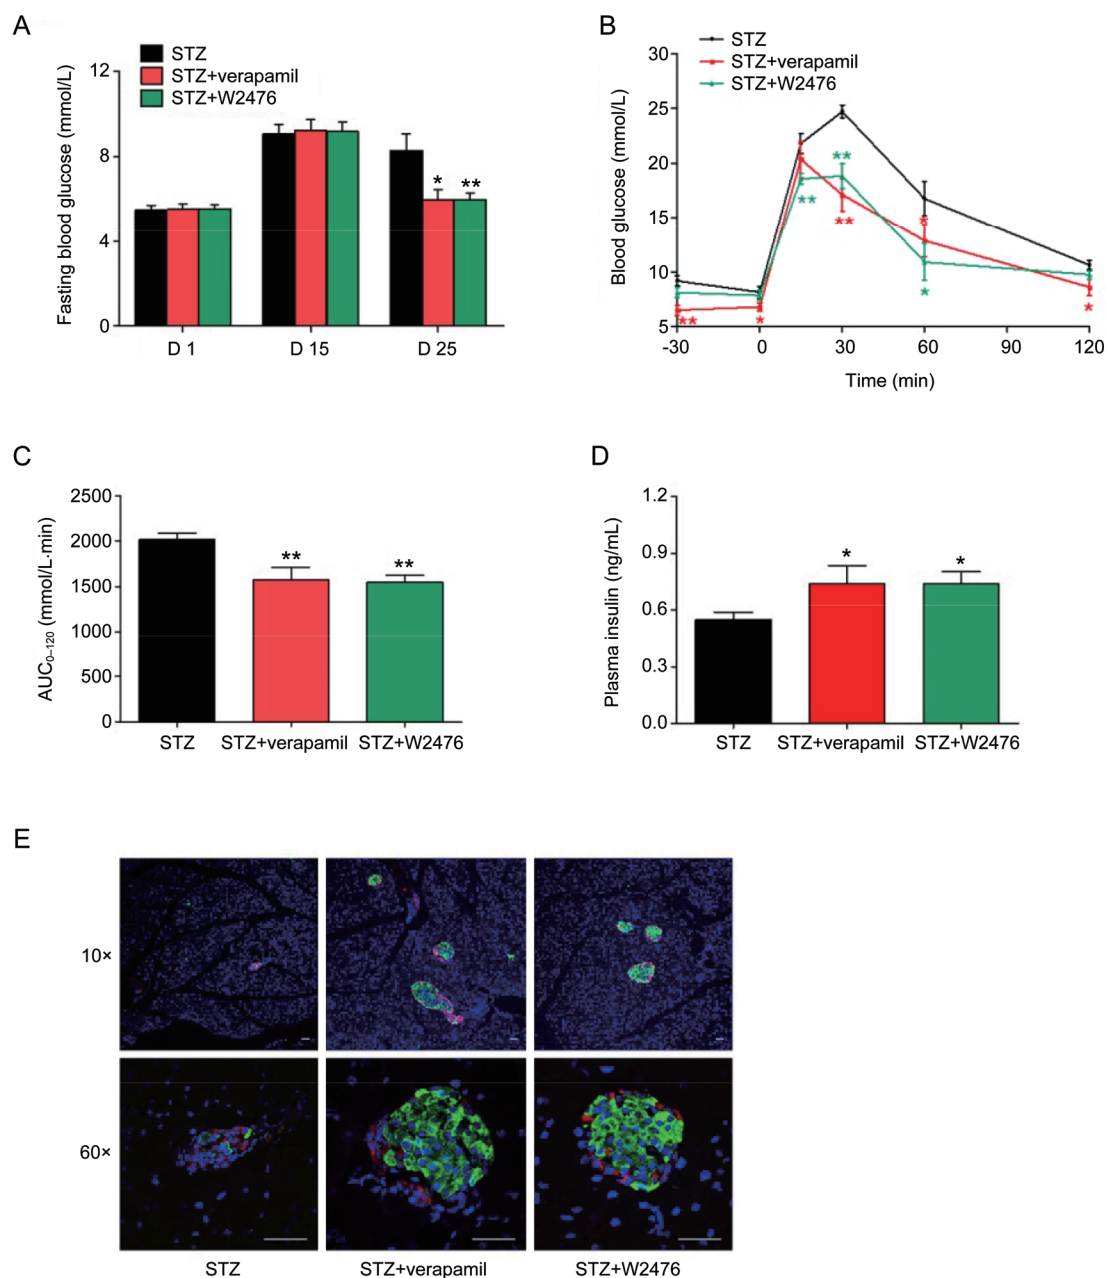 A
STZ
STZ+verapamil
STZ+W2476
Fasting blood glucose (mmol/L)
12
8
4
0
*
**
D 1
D 15
D 25
B
STZ
STZ+verapamil
STZ+W2476
Blood glucose (mmol/L)
30
25
20
15
10
5
**
**
**
*
*
**
*
*
-30
0
30
60
90
120
Time (min)
C
AUC0–120 (mmol/L·min)
2500
2000
1500
1000
500
0
**
**
STZ
STZ+verapamil
STZ+W2476
D
Plasma insulin (ng/mL)
1.2
0.9
0.6
0.3
0.0
*
*
STZ
STZ+verapamil
STZ+W2476
E
10×
60×
STZ
STZ+verapamil
STZ+W2476